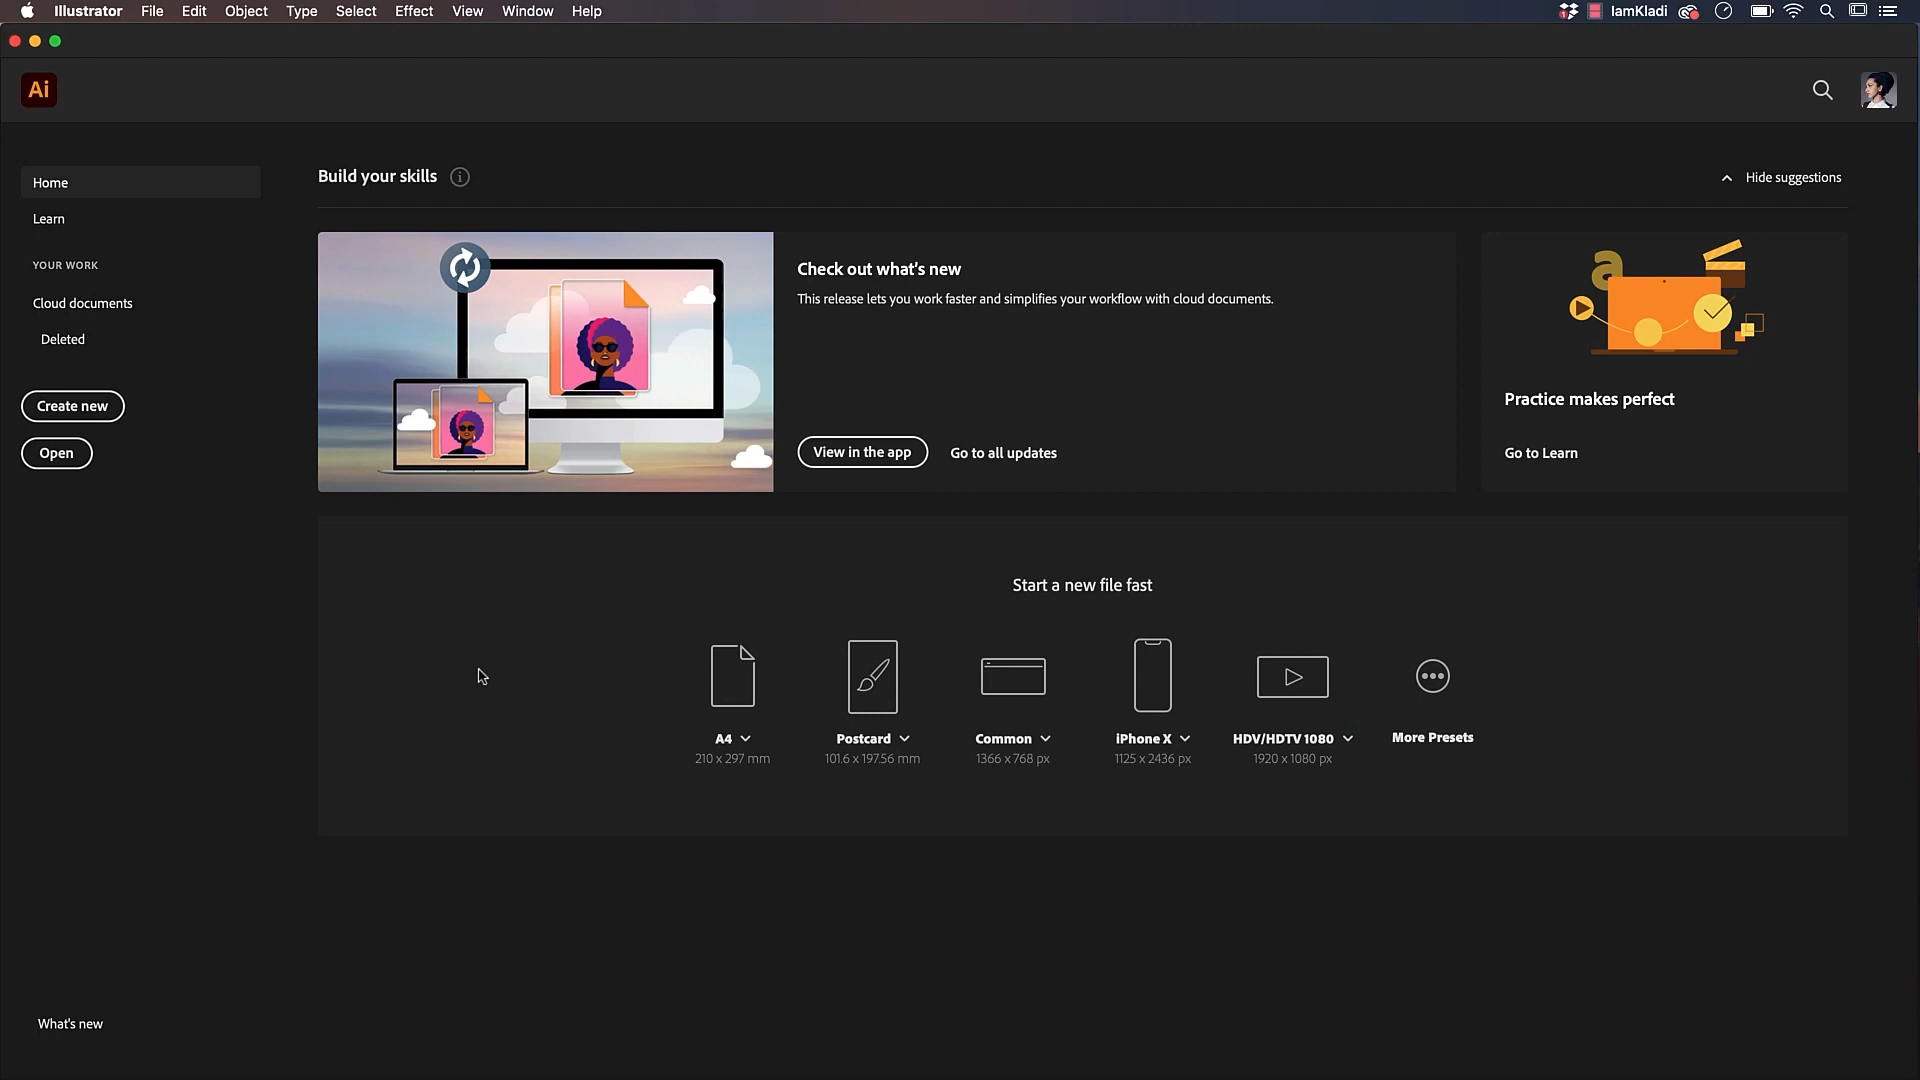 Illustrator File Edit Object Type Select Effect View Window Help
1 IamKladi
Ai
Home
Learn
YOUR WORK
Cloud documents
Deleted
Create new
Open
Build your skills
Hide suggestions
Check out what's new
This release lets you work faster and simplifies your workflow with cloud documents.
View in the app Go to all updates
a
Practice makes perfect
Go to Learn
Start a new file fast
A4 Postcard Common iPhone X HDV/HDTV 1080 More Presets
210 x 297 mm 101.6 x 197.56 mm 1366 x 768 px 1125 x 2436 px 1920 x 1080 px
What's new